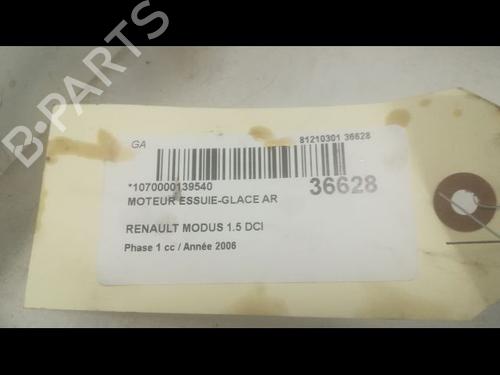 GA
81210301 36628
*1070000139540
36628
MOTEUR ESSUIE-GLACE AR
RENAULT MODUS 1.5 DCI
Phase 1 cc / Année 2006
B-PARTS